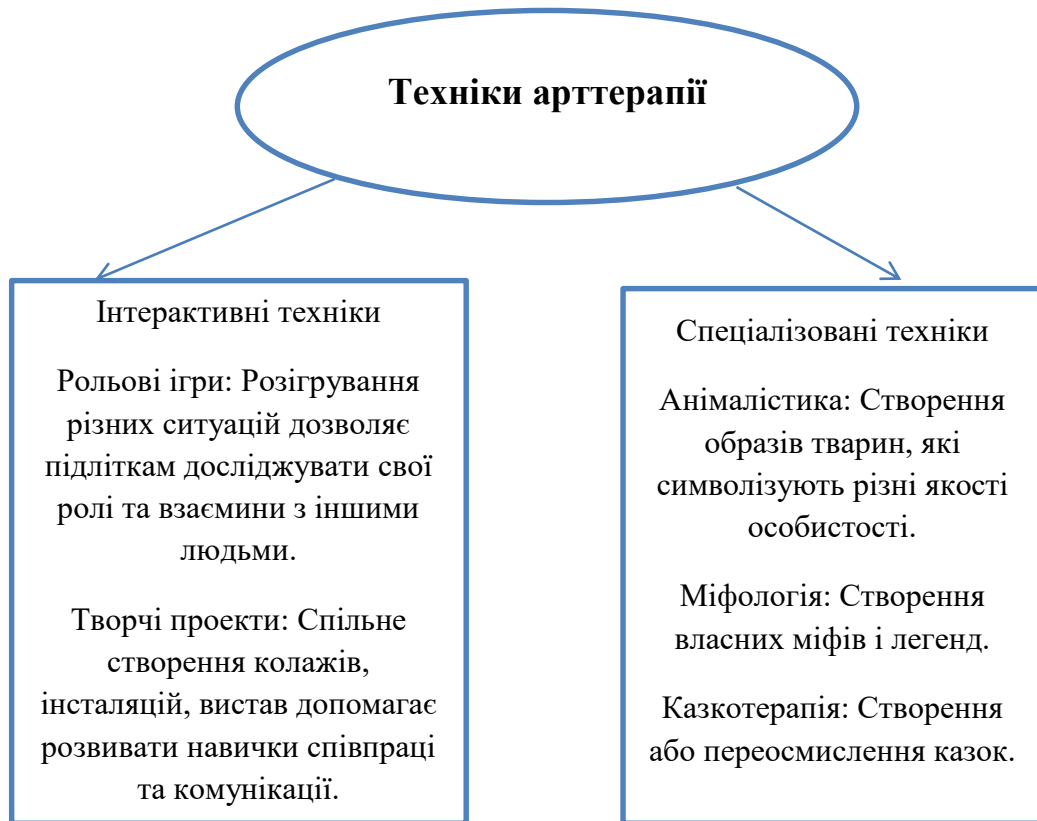 Техніки арттерапії
Інтерактивні техніки
Рольові ігри: Розігрування
різних ситуацій дозволяє
підліткам досліджувати свої
ролі та взаємини з іншими
людьми.
Творчі проекти: Спільне
створення колажів,
інсталяцій, вистав допомагає
розвивати навички співпраці
та комунікації.
Спеціалізовані техніки
Анімалістика: Створення
образів тварин, які
символізують різні якості
особистості.
Міфологія: Створення
власних міфів і легенд.
Казкотерапія: Створення
або переосмислення казок.